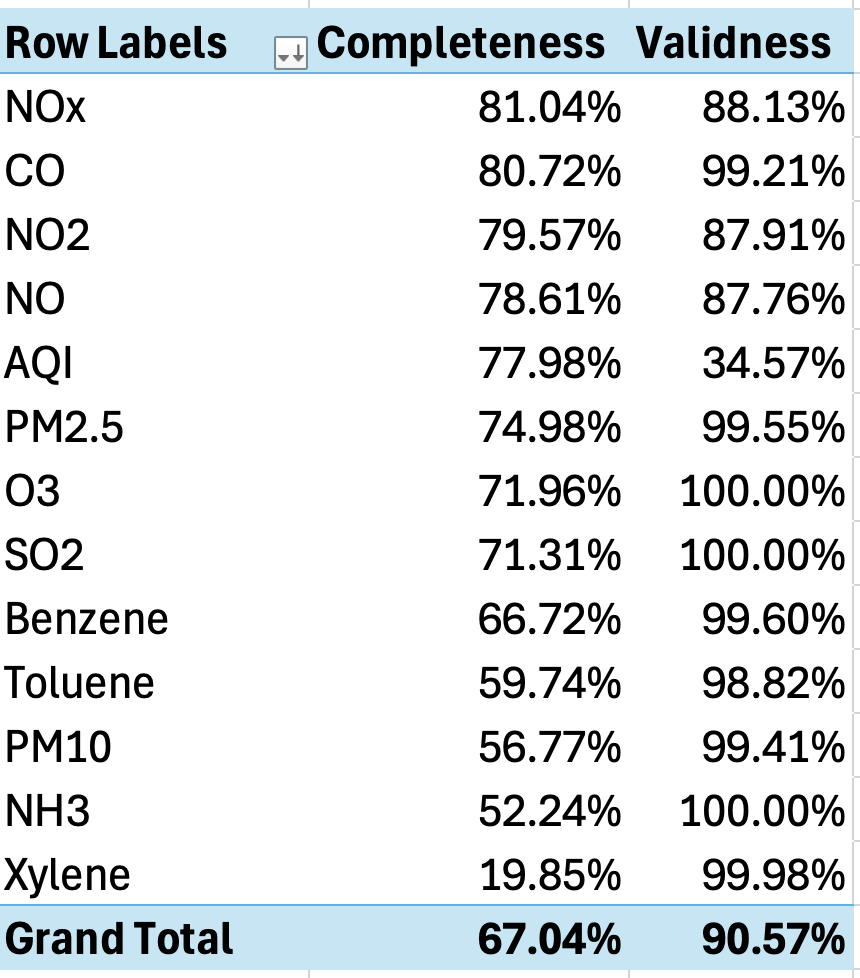 Row Labels Completeness Validness
NOx 81.04% 88.13%
CO 80.72% 99.21%
NO2 79.57% 87.91%
NO 78.61% 87.76%
AQI 77.98% 34.57%
PM2.5 74.98% 99.55%
O3 71.96% 100.00%
SO2 71.31% 100.00%
Benzene 66.72% 99.60%
Toluene 59.74% 98.82%
PM10 56.77% 99.41%
NH3 52.24% 100.00%
Xylene 19.85% 99.98%
Grand Total 67.04% 90.57%